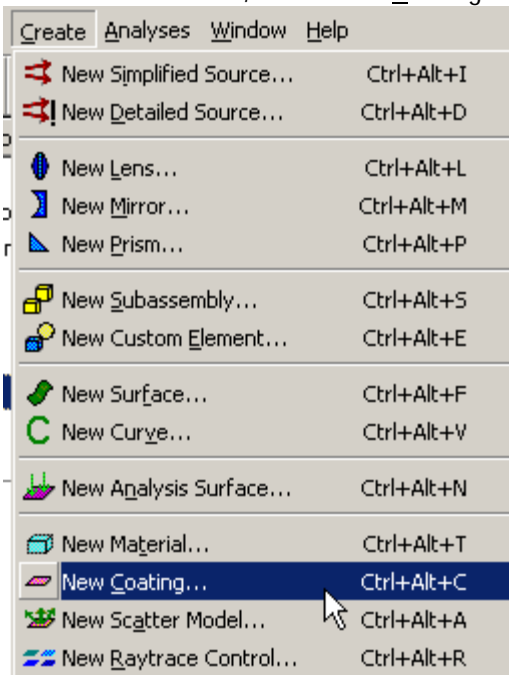 Create Analyses Window Help
New Simplified Source... Ctrl+Alt+I
New Detailed Source... Ctrl+Alt+D
New Lens... Ctrl+Alt+L
New Mirror... Ctrl+Alt+M
New Prism... Ctrl+Alt+P
New Subassembly... Ctrl+Alt+S
New Custom Element... Ctrl+Alt+E
New Surface... Ctrl+Alt+F
New Curve... Ctrl+Alt+V
New Analysis Surface... Ctrl+Alt+N
New Material... Ctrl+Alt+T
New Coating... Ctrl+Alt+C
New Scatter Model... Ctrl+Alt+A
New Raytrace Control... Ctrl+Alt+R